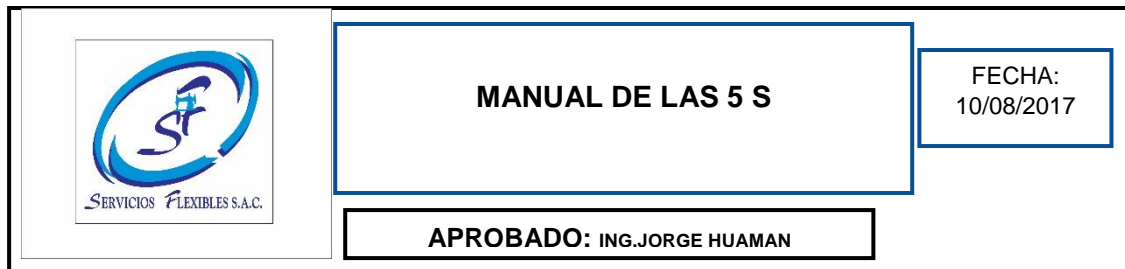 SF
SERVICIOS FLEXIBLES S.A.C.
MANUAL DE LAS 5 S
FECHA:
10/08/2017
APROBADO: ING.JORGE HUAMAN